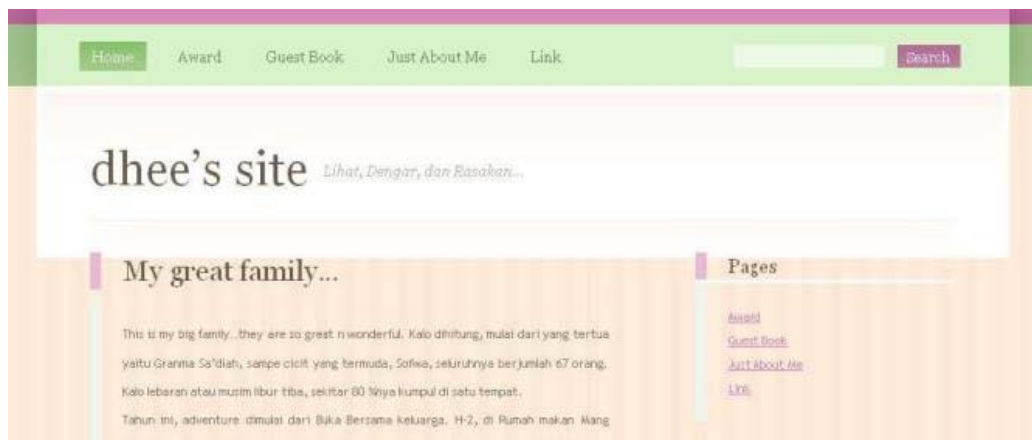 Home Award Guest Book Just About Me Link Search
dhee's site Lihat, Dengar, dan Rasakan...
My great family...
This is my big family..they are so great n wonderful. Kalo dihitung, mulai dari yang tertua
yaitu Granma Sa'diah, sampe cicit yang termuda, Sofwa, seluruhnya berjumlah 67 orang.
Kalo lebaran atau musim libur tiba, sekitar 80 %nya kumpul di satu tempat.
Tahun ini, adventure dimulai dari Buka Bersama keluarga. H-2, di Rumah makan Mang
Pages
Award
Guest Book
Just About Me
Link